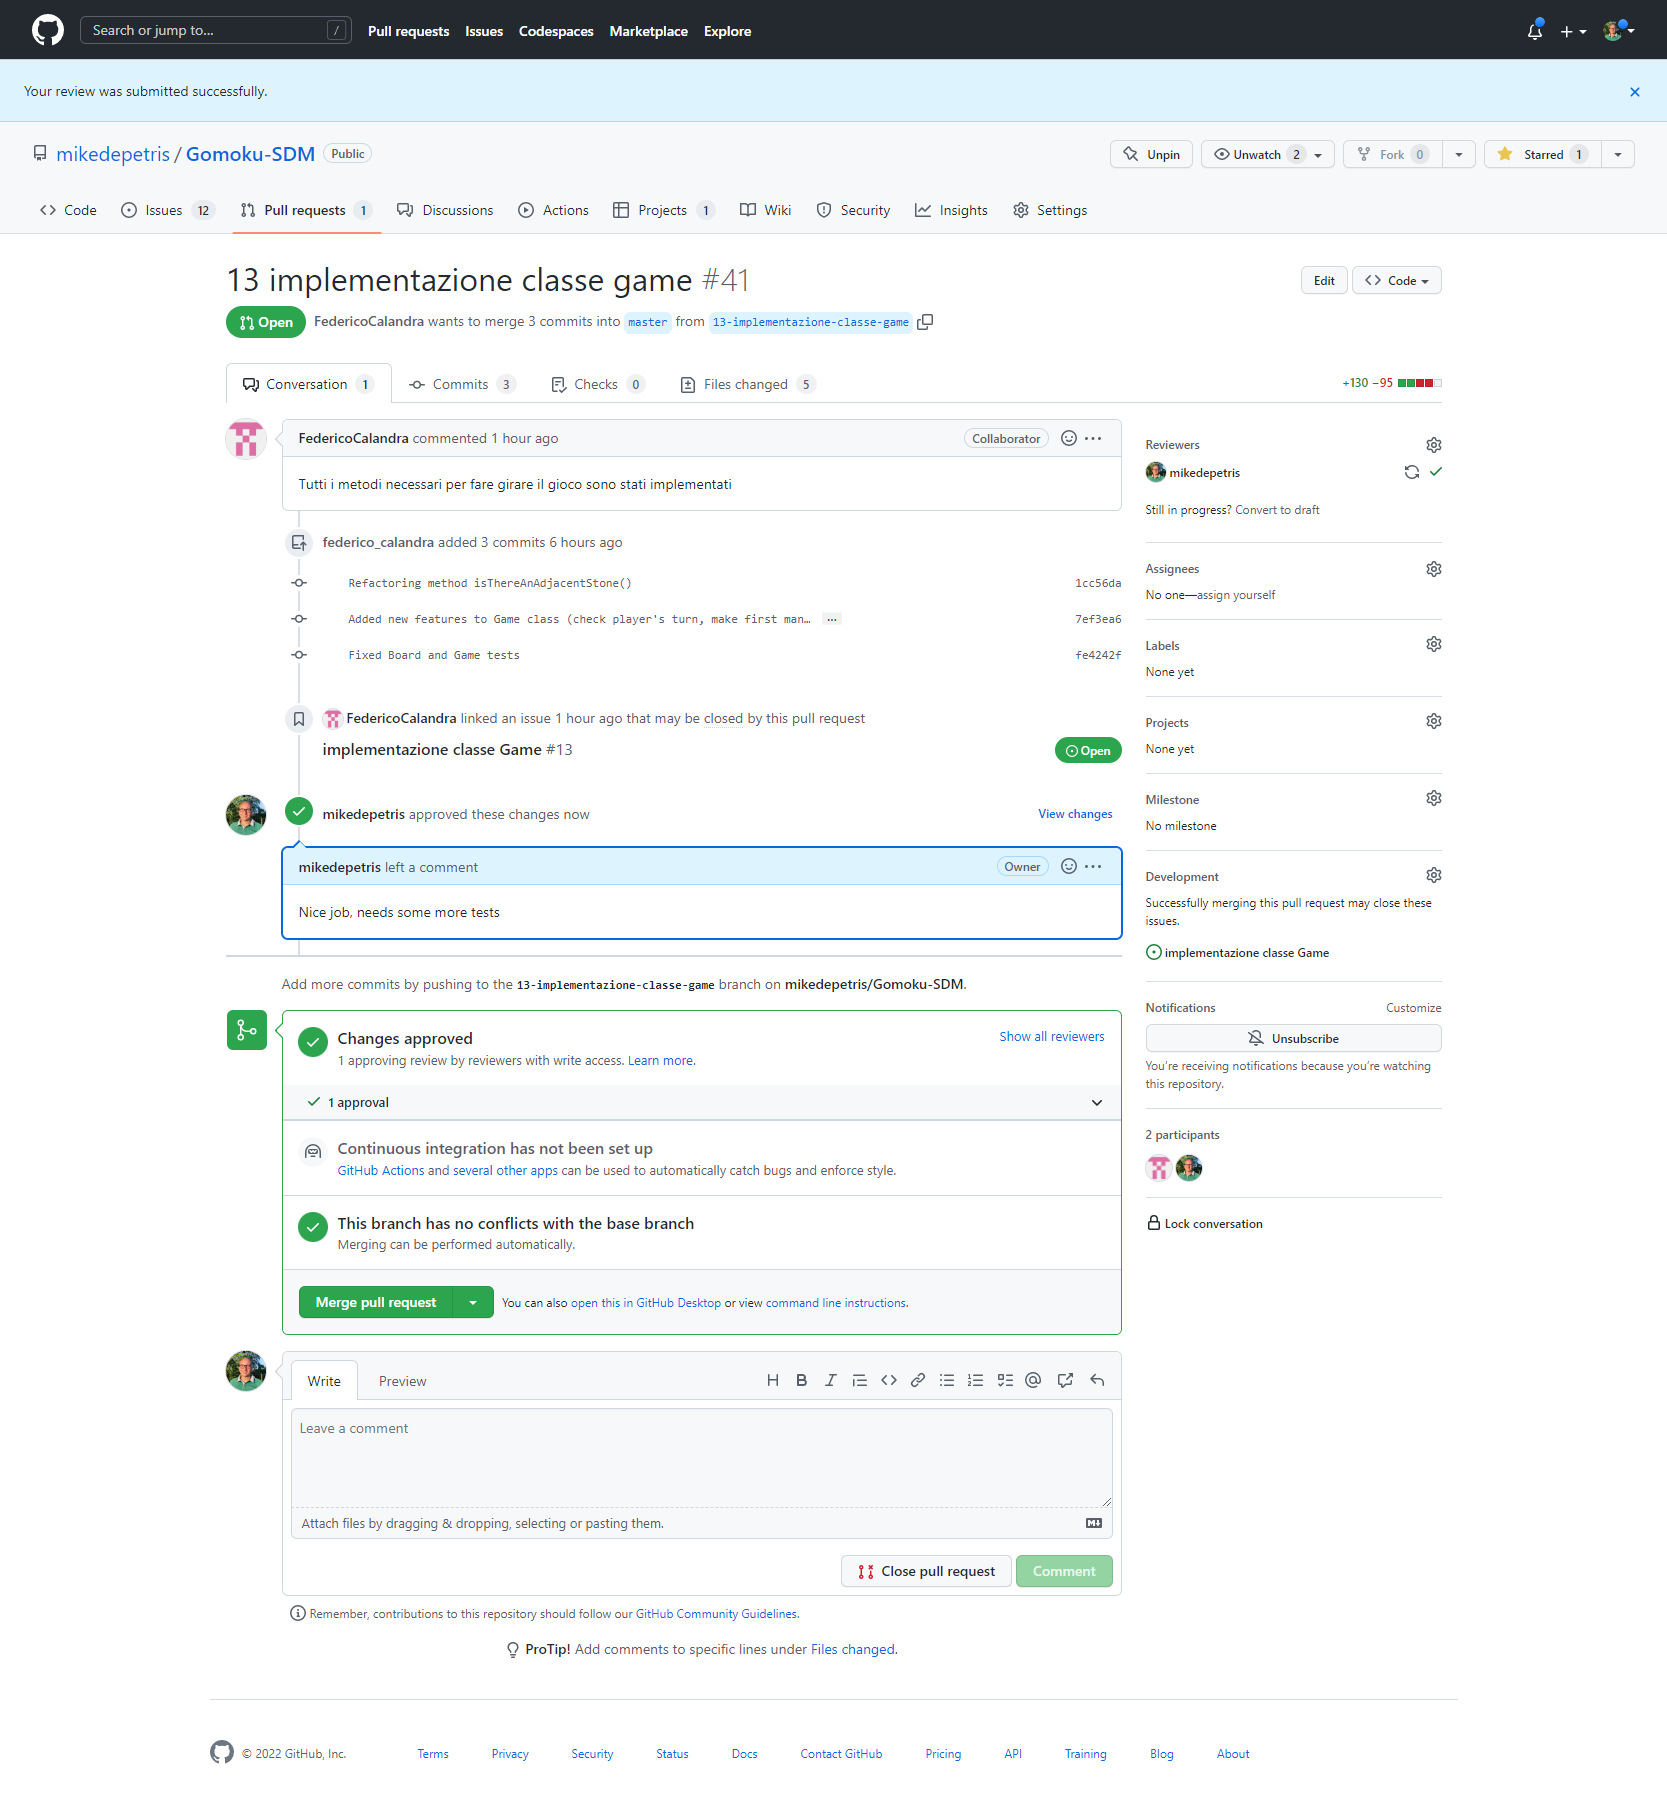 Search or jump to... / Pull requests Issues Codespaces Marketplace Explore
Your review was submitted successfully.
mikedepetris / Gomoku-SDM Public Unpin Unwatch 2 Fork 0 Starred 1
Code Issues 12 Pull requests 1 Discussions Actions Projects 1 Wiki Security Insights Settings
13 implementazione classe game #41 Edit Code
Open FedericoCalandra wants to merge 3 commits into master from 13-implementazione-classe-game
Conversation 1 Commits 3 Checks 0 Files changed 5 +130 −95
FedericoCalandra commented 1 hour ago Collaborator
Tutti i metodi necessari per fare girare il gioco sono stati implementati
federico_calandra added 3 commits 6 hours ago
Refactoring method isThereAnAdjacentStone() 1cc56da
Added new features to Game class (check player's turn, make first man… … 7ef3ea6
Fixed Board and Game tests fe4242f
FedericoCalandra linked an issue 1 hour ago that may be closed by this pull request
implementazione classe Game #13 Open
mikedepetris approved these changes now View changes
mikedepetris left a comment Owner
Nice job, needs some more tests
Add more commits by pushing to the 13-implementazione-classe-game branch on mikedepetris/Gomoku-SDM.
Changes approved Show all reviewers
1 approving review by reviewers with write access. Learn more.
1 approval
Continuous integration has not been set up
GitHub Actions and several other apps can be used to automatically catch bugs and enforce style.
This branch has no conflicts with the base branch
Merging can be performed automatically.
Merge pull request You can also open this in GitHub Desktop or view command line instructions.
Write Preview
Leave a comment
Attach files by dragging & dropping, selecting or pasting them.
Close pull request Comment
Remember, contributions to this repository should follow our GitHub Community Guidelines.
ProTip! Add comments to specific lines under Files changed.
Reviewers
mikedepetris
Still in progress? Convert to draft
Assignees
No one—assign yourself
Labels
None yet
Projects
None yet
Milestone
No milestone
Development
Successfully merging this pull request may close these
issues.
implementazione classe Game
Notifications Customize
Unsubscribe
You're receiving notifications because you're watching
this repository.
2 participants
Lock conversation
© 2022 GitHub, Inc. Terms Privacy Security Status Docs Contact GitHub Pricing API Training Blog About